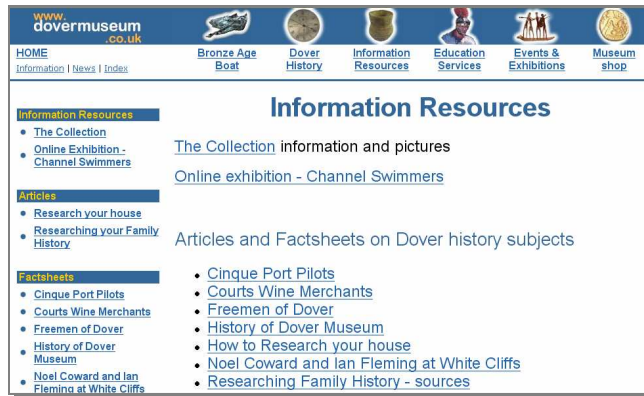 www.
dovermuseum
.co.uk
HOME
Information | News | Index
Bronze Age
Boat
Dover
History
Information
Resources
Education
Services
Events &
Exhibitions
Museum
shop
Information Resources
The Collection
Online Exhibition -
Channel Swimmers
Articles
Research your house
Researching your Family
History
Factsheets
Cinque Port Pilots
Courts Wine Merchants
Freemen of Dover
History of Dover
Museum
Noel Coward and Ian
Fleming at White Cliffs
Information Resources
The Collection information and pictures
Online exhibition - Channel Swimmers
Articles and Factsheets on Dover history subjects
Cinque Port Pilots
Courts Wine Merchants
Freemen of Dover
History of Dover Museum
How to Research your house
Noel Coward and Ian Fleming at White Cliffs
Researching Family History - sources